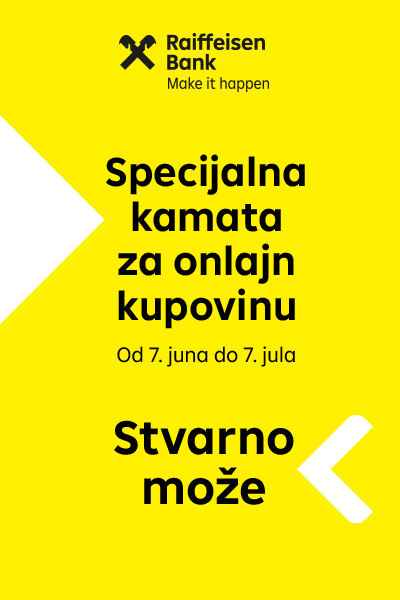 Raiffeisen
Bank
Make it happen
Specijalna
kamata
za onlajn
kupovinu
Od 7. juna do 7. jula
Stvarno
može